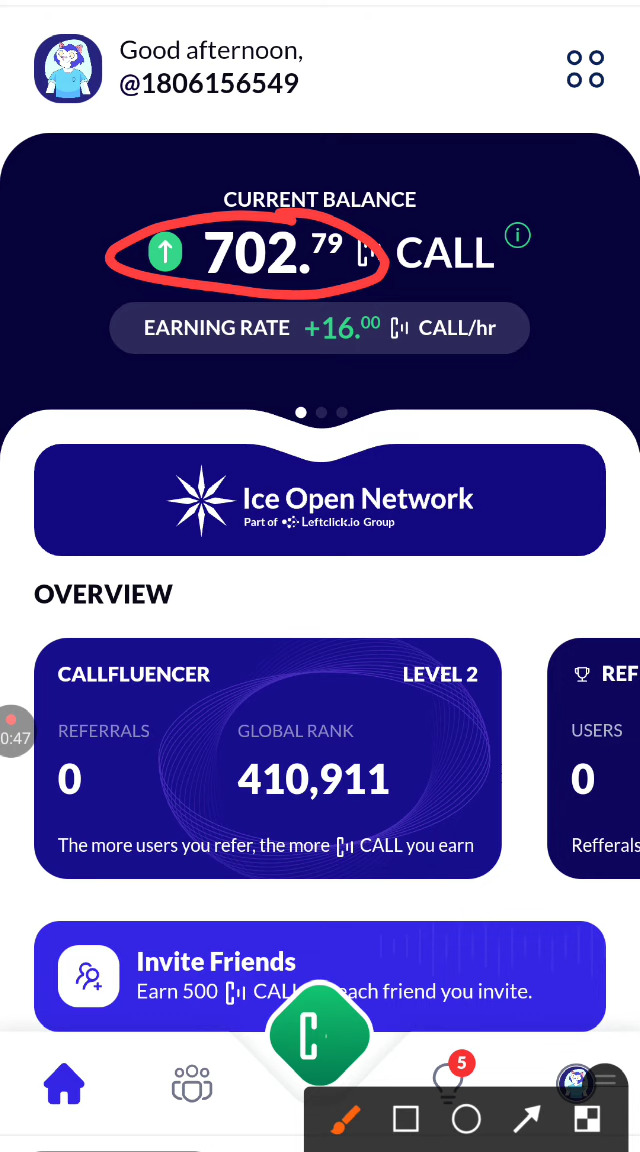 Good afternoon,
@1806156549
CURRENT BALANCE
702.79 CALL
EARNING RATE +16.00 CALL/hr
Ice Open Network
Part of Leftclick.io Group
OVERVIEW
CALLFLUENCER LEVEL 2
REFERRALS GLOBAL RANK
0 410,911
The more users you refer, the more CALL you earn
REF
USERS
0
Refferals
0:47
Invite Friends
Earn 500 CALL each friend you invite.
5